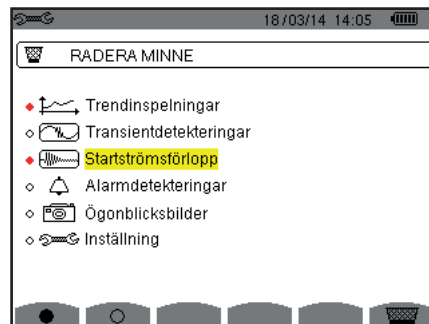 18/03/14 14:05
RADERA MINNE
Trendinspelningar
Transientdetekteringar
Startströmsförlopp
Alarmdetekteringar
Ögonblicksbilder
Inställning